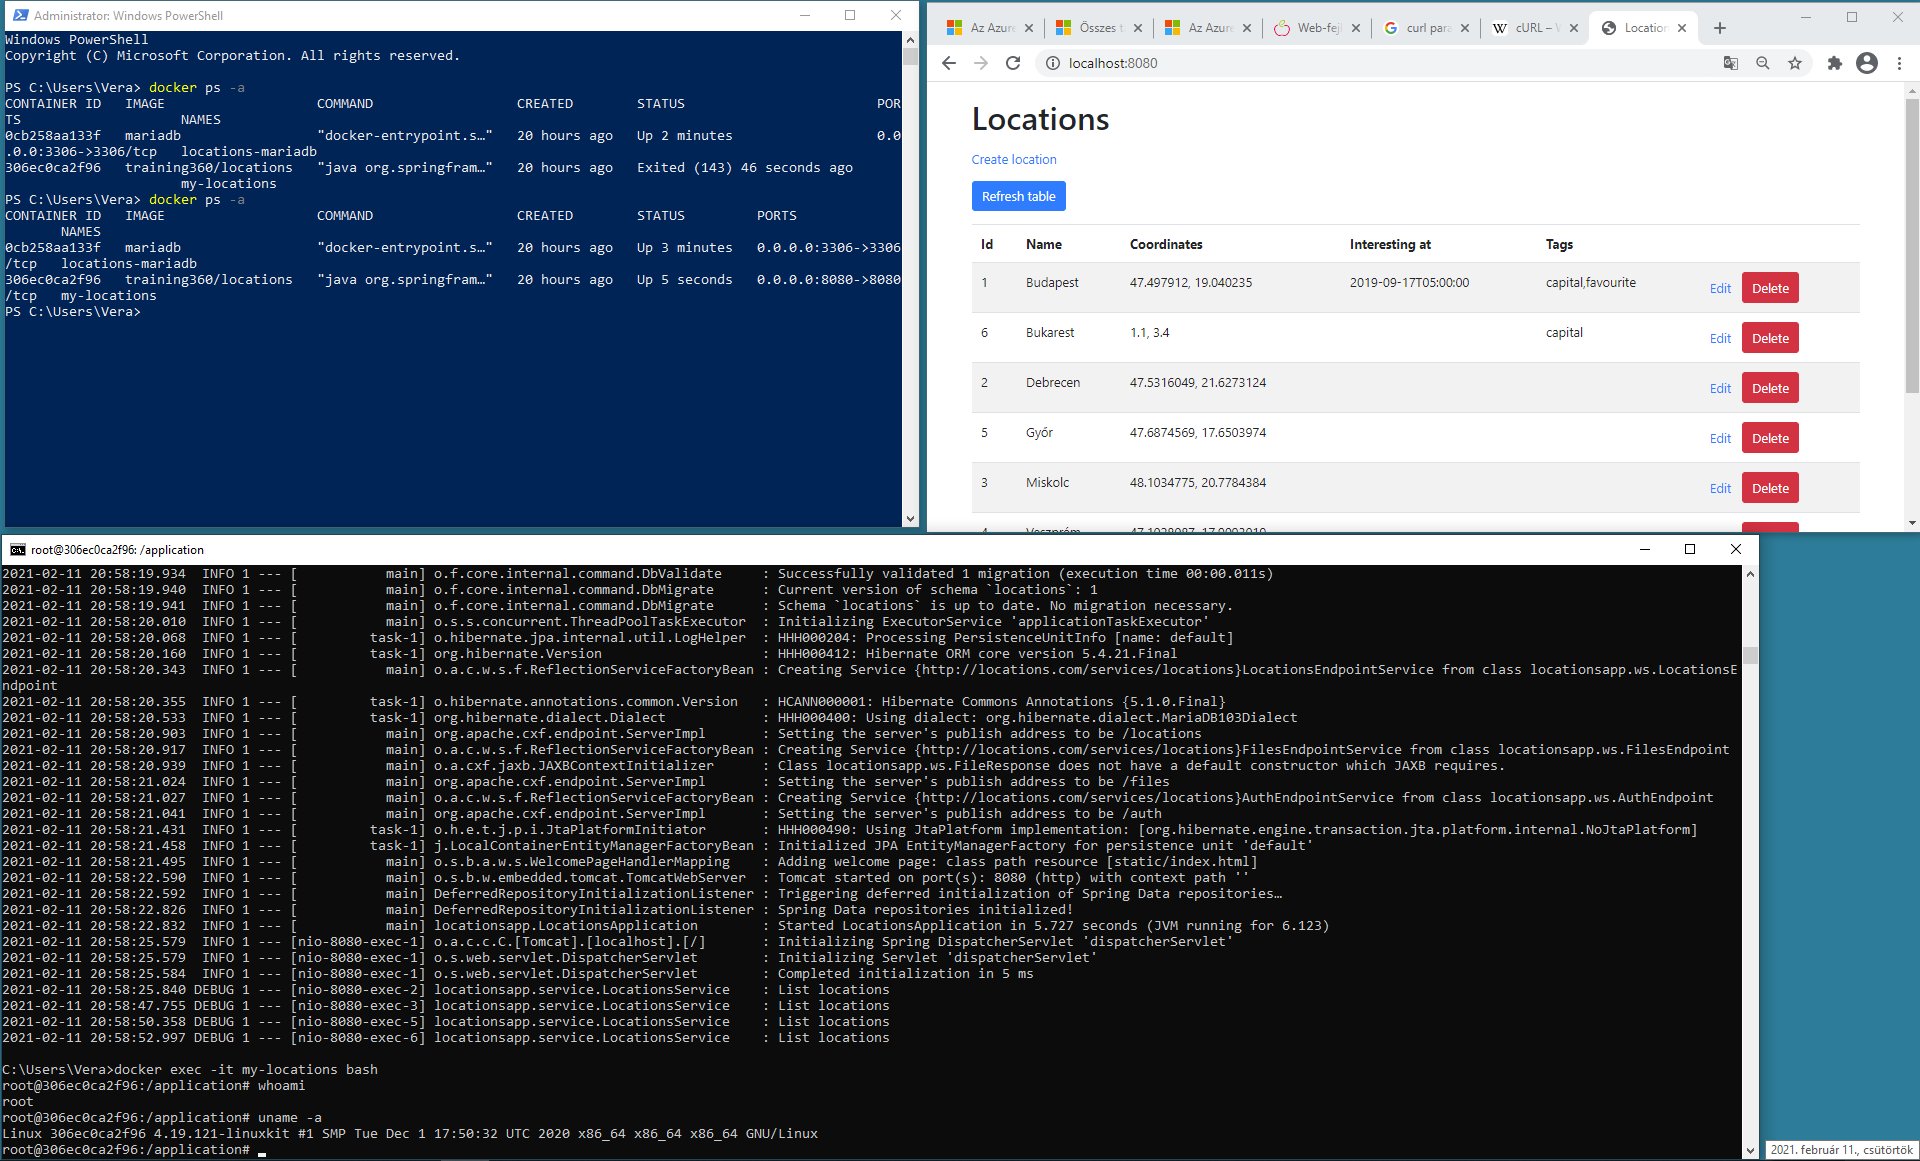 Administrator: Windows PowerShell
Windows PowerShell
Copyright (C) Microsoft Corporation. All rights reserved.
PS C:\Users\Vera> docker ps -a
CONTAINER ID   IMAGE                   COMMAND                  CREATED        STATUS                        POR
TS                    NAMES
0cb258aa133f   mariadb                 "docker-entrypoint.s…"   20 hours ago   Up 2 minutes                  0.0
.0.0:3306->3306/tcp   locations-mariadb
306ec0ca2f96   training360/locations   "java org.springfram…"   20 hours ago   Exited (143) 46 seconds ago
my-locations
PS C:\Users\Vera> docker ps -a
CONTAINER ID   IMAGE                   COMMAND                  CREATED        STATUS         PORTS
NAMES
0cb258aa133f   mariadb                 "docker-entrypoint.s…"   20 hours ago   Up 3 minutes   0.0.0.0:3306->3306
/tcp   locations-mariadb
306ec0ca2f96   training360/locations   "java org.springfram…"   20 hours ago   Up 5 seconds   0.0.0.0:8080->8080
/tcp   my-locations
PS C:\Users\Vera>
Az Azure Összes t Az Azure Web-fejl curl para cURL – W Location
localhost:8080
Locations
Create location
Refresh table
Id Name Coordinates Interesting at Tags
1 Budapest 47.497912, 19.040235 2019-09-17T05:00:00 capital,favourite Edit Delete
6 Bukarest 1.1, 3.4 capital Edit Delete
2 Debrecen 47.5316049, 21.6273124 Edit Delete
5 Győr 47.6874569, 17.6503974 Edit Delete
3 Miskolc 48.1034775, 20.7784384 Edit Delete
root@306ec0ca2f96: /application
2021-02-11 20:58:19.934  INFO 1 --- [           main] o.f.core.internal.command.DbValidate     : Successfully validated 1 migration (execution time 00:00.011s)
2021-02-11 20:58:19.940  INFO 1 --- [           main] o.f.core.internal.command.DbMigrate      : Current version of schema `locations`: 1
2021-02-11 20:58:19.941  INFO 1 --- [           main] o.f.core.internal.command.DbMigrate      : Schema `locations` is up to date. No migration necessary.
2021-02-11 20:58:20.010  INFO 1 --- [           main] o.s.s.concurrent.ThreadPoolTaskExecutor  : Initializing ExecutorService 'applicationTaskExecutor'
2021-02-11 20:58:20.068  INFO 1 --- [         task-1] o.hibernate.jpa.internal.util.LogHelper  : HHH000204: Processing PersistenceUnitInfo [name: default]
2021-02-11 20:58:20.160  INFO 1 --- [         task-1] org.hibernate.Version                    : HHH000412: Hibernate ORM core version 5.4.21.Final
2021-02-11 20:58:20.343  INFO 1 --- [           main] o.a.c.w.s.f.ReflectionServiceFactoryBean : Creating Service {http://locations.com/services/locations}LocationsEndpointService from class locationsapp.ws.LocationsE
ndpoint
2021-02-11 20:58:20.355  INFO 1 --- [         task-1] o.hibernate.annotations.common.Version   : HCANN000001: Hibernate Commons Annotations {5.1.0.Final}
2021-02-11 20:58:20.533  INFO 1 --- [         task-1] org.hibernate.dialect.Dialect            : HHH000400: Using dialect: org.hibernate.dialect.MariaDB103Dialect
2021-02-11 20:58:20.903  INFO 1 --- [           main] org.apache.cxf.endpoint.ServerImpl       : Setting the server's publish address to be /locations
2021-02-11 20:58:20.917  INFO 1 --- [           main] o.a.c.w.s.f.ReflectionServiceFactoryBean : Creating Service {http://locations.com/services/locations}FilesEndpointService from class locationsapp.ws.FilesEndpoint
2021-02-11 20:58:20.939  INFO 1 --- [           main] o.a.cxf.jaxb.JAXBContextInitializer      : Class locationsapp.ws.FileResponse does not have a default constructor which JAXB requires.
2021-02-11 20:58:21.024  INFO 1 --- [           main] org.apache.cxf.endpoint.ServerImpl       : Setting the server's publish address to be /files
2021-02-11 20:58:21.027  INFO 1 --- [           main] o.a.c.w.s.f.ReflectionServiceFactoryBean : Creating Service {http://locations.com/services/locations}AuthEndpointService from class locationsapp.ws.AuthEndpoint
2021-02-11 20:58:21.041  INFO 1 --- [           main] org.apache.cxf.endpoint.ServerImpl       : Setting the server's publish address to be /auth
2021-02-11 20:58:21.431  INFO 1 --- [         task-1] o.h.e.t.j.p.i.JtaPlatformInitiator       : HHH000490: Using JtaPlatform implementation: [org.hibernate.engine.transaction.jta.platform.internal.NoJtaPlatform]
2021-02-11 20:58:21.458  INFO 1 --- [         task-1] j.LocalContainerEntityManagerFactoryBean : Initialized JPA EntityManagerFactory for persistence unit 'default'
2021-02-11 20:58:21.495  INFO 1 --- [           main] o.s.b.a.w.s.WelcomePageHandlerMapping    : Adding welcome page: class path resource [static/index.html]
2021-02-11 20:58:22.590  INFO 1 --- [           main] o.s.b.w.embedded.tomcat.TomcatWebServer  : Tomcat started on port(s): 8080 (http) with context path ''
2021-02-11 20:58:22.592  INFO 1 --- [           main] DeferredRepositoryInitializationListener : Triggering deferred initialization of Spring Data repositories…
2021-02-11 20:58:22.826  INFO 1 --- [           main] DeferredRepositoryInitializationListener : Spring Data repositories initialized!
2021-02-11 20:58:22.832  INFO 1 --- [           main] locationsapp.LocationsApplication        : Started LocationsApplication in 5.727 seconds (JVM running for 6.123)
2021-02-11 20:58:25.579  INFO 1 --- [nio-8080-exec-1] o.a.c.c.C.[Tomcat].[localhost].[/]       : Initializing Spring DispatcherServlet 'dispatcherServlet'
2021-02-11 20:58:25.579  INFO 1 --- [nio-8080-exec-1] o.s.web.servlet.DispatcherServlet        : Initializing Servlet 'dispatcherServlet'
2021-02-11 20:58:25.584  INFO 1 --- [nio-8080-exec-1] o.s.web.servlet.DispatcherServlet        : Completed initialization in 5 ms
2021-02-11 20:58:25.840 DEBUG 1 --- [nio-8080-exec-2] locationsapp.service.LocationsService    : List locations
2021-02-11 20:58:47.755 DEBUG 1 --- [nio-8080-exec-3] locationsapp.service.LocationsService    : List locations
2021-02-11 20:58:50.358 DEBUG 1 --- [nio-8080-exec-5] locationsapp.service.LocationsService    : List locations
2021-02-11 20:58:52.997 DEBUG 1 --- [nio-8080-exec-6] locationsapp.service.LocationsService    : List locations
C:\Users\Vera>docker exec -it my-locations bash
root@306ec0ca2f96:/application# whoami
root
root@306ec0ca2f96:/application# uname -a
Linux 306ec0ca2f96 4.19.121-linuxkit #1 SMP Tue Dec 1 17:50:32 UTC 2020 x86_64 x86_64 x86_64 GNU/Linux
root@306ec0ca2f96:/application#
2021. február 11., csütörtök